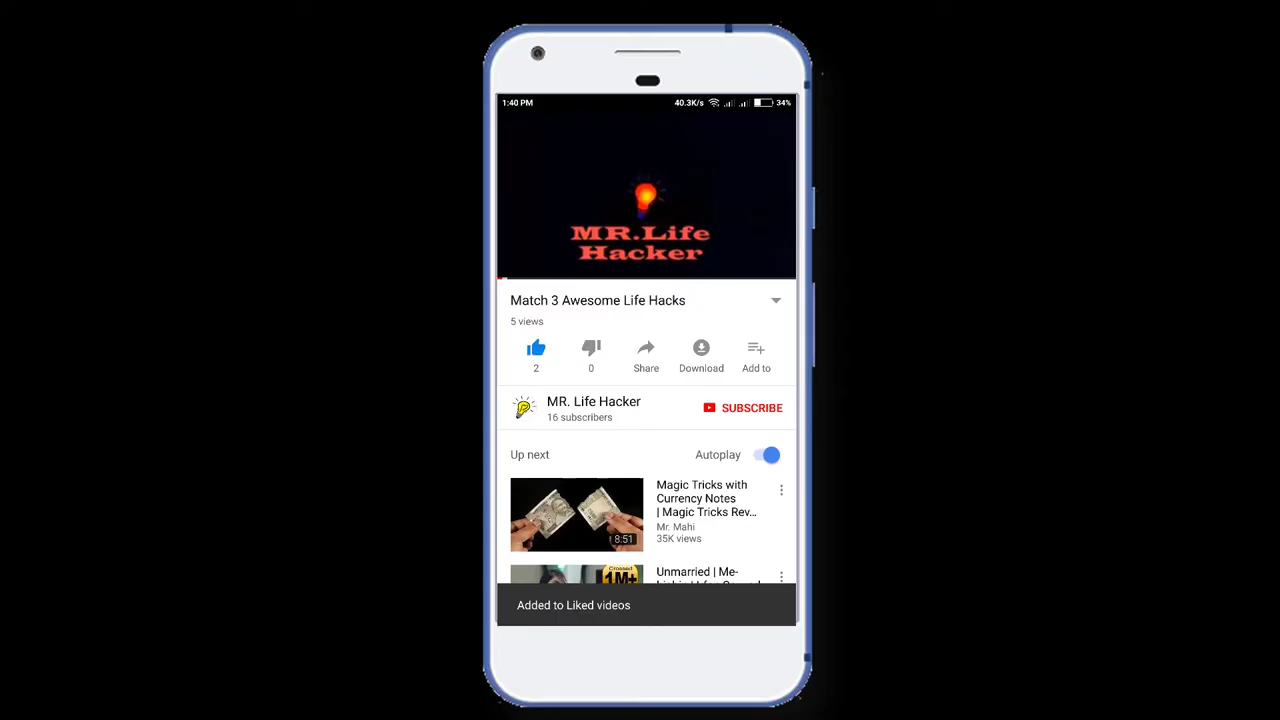 1:40 PM
40.3K/s
34%
MR.Life
Hacker
Match 3 Awesome Life Hacks
5 views
2
0
Share
Download
Add to
MR. Life Hacker
16 subscribers
SUBSCRIBE
Up next
Autoplay
Magic Tricks with
Currency Notes
| Magic Tricks Rev...
Mr. Mahi
35K views
8:51
Unmarried | Me-
Crossed
1M+
Added to Liked videos